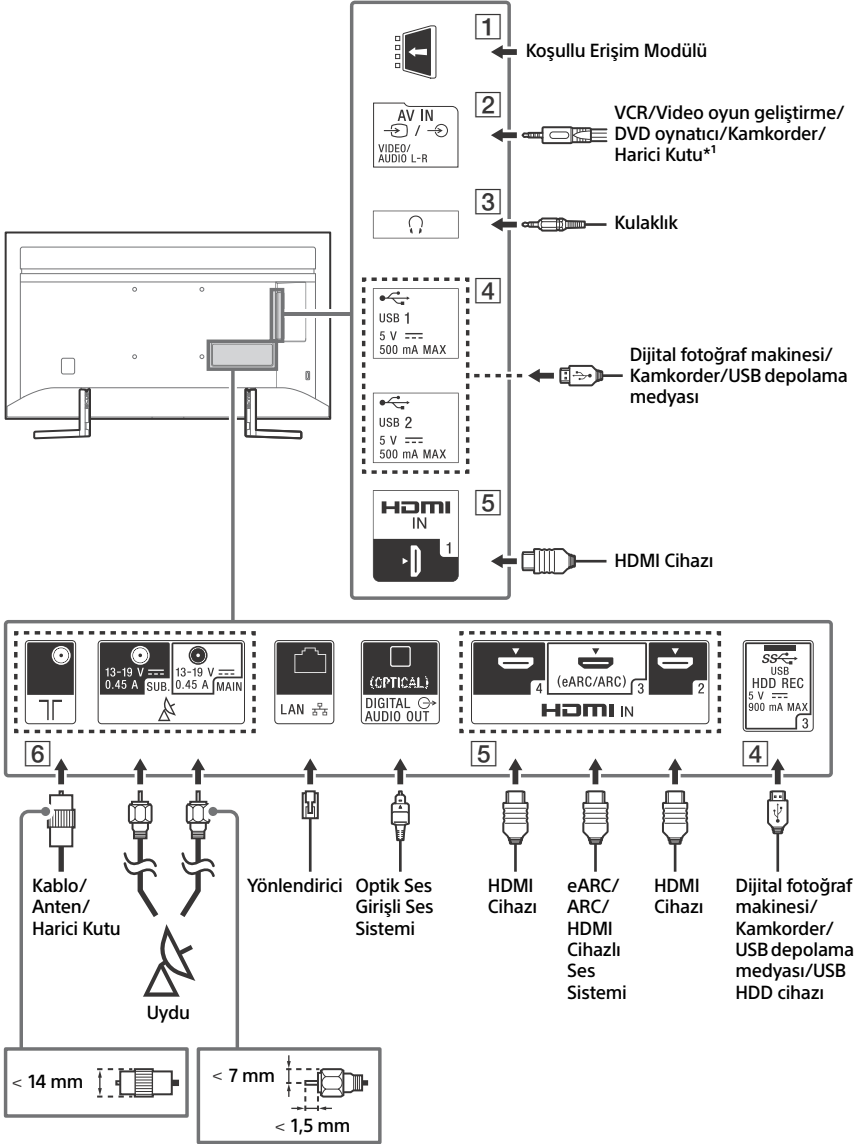 1
Koşullu Erişim Modülü
2
AV IN
/
VIDEO/
AUDIO L-R
VCR/Video oyun geliştirme/
DVD oynatıcı/Kamkorder/
Harici Kutu*1
3
Kulaklık
4
USB 1
5 V
500 mA MAX
USB 2
5 V
500 mA MAX
Dijital fotoğraf makinesi/
Kamkorder/USB depolama
medyası
5
HDMI
IN
1
HDMI Cihazı
13-19 V
0.45 A
SUB.
13-19 V
0.45 A
MAIN
LAN
(OPTICAL)
DIGITAL
AUDIO OUT
4
(eARC/ARC)
3
2
HDMI IN
SS
USB
HDD REC
5 V
900 mA MAX
3
6
5
4
Kablo/
Anten/
Harici Kutu
Uydu
Yönlendirici
Optik Ses
Girişli Ses
Sistemi
HDMI
Cihazı
eARC/
ARC/
HDMI
Cihazlı
Ses
Sistemi
HDMI
Cihazı
Dijital fotoğraf
makinesi/
Kamkorder/
USB depolama
medyası/USB
HDD cihazı
< 14 mm
< 7 mm
< 1,5 mm